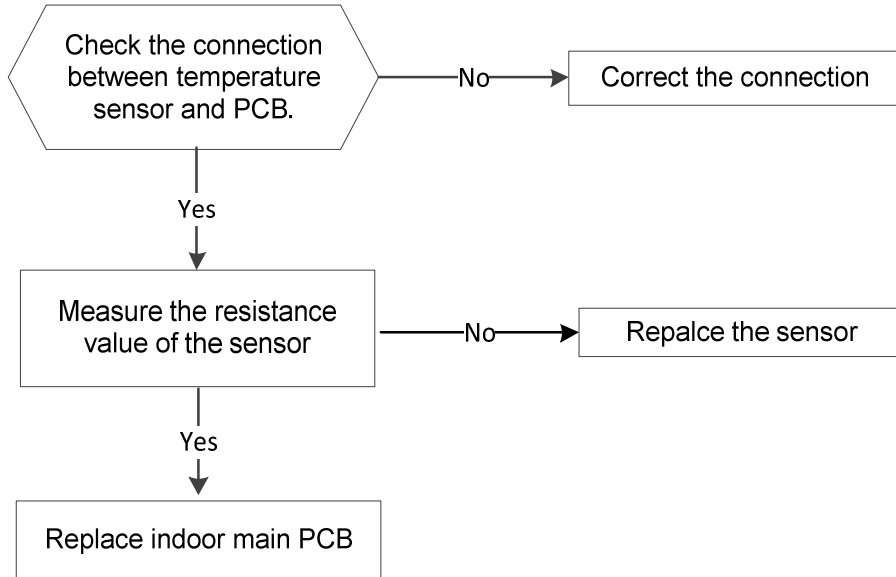 Check the connection
between temperature
sensor and PCB.
No
Correct the connection
Yes
Measure the resistance
value of the sensor
No
Repalce the sensor
Yes
Replace indoor main PCB